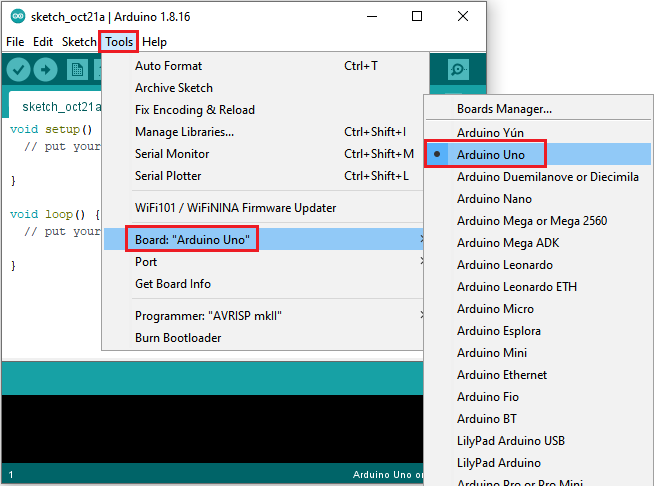 sketch_oct21a | Arduino 1.8.16
File Edit Sketch Tools Help
Auto Format Ctrl+T
Archive Sketch
Fix Encoding & Reload
Manage Libraries... Ctrl+Shift+I
Serial Monitor Ctrl+Shift+M
Serial Plotter Ctrl+Shift+L
WiFi101 / WiFiNINA Firmware Updater
Board: "Arduino Uno"
Port
Get Board Info
Programmer: "AVRISP mkII"
Burn Bootloader
sketch_oct21a
void setup()
// put your
}
void loop() {
// put your
}
Boards Manager...
Arduino Yún
Arduino Uno
Arduino Duemilanove or Diecimila
Arduino Nano
Arduino Mega or Mega 2560
Arduino Mega ADK
Arduino Leonardo
Arduino Leonardo ETH
Arduino Micro
Arduino Esplora
Arduino Mini
Arduino Ethernet
Arduino Fio
Arduino BT
LilyPad Arduino USB
LilyPad Arduino
Arduino Pro or Pro Mini
1 Arduino Uno on